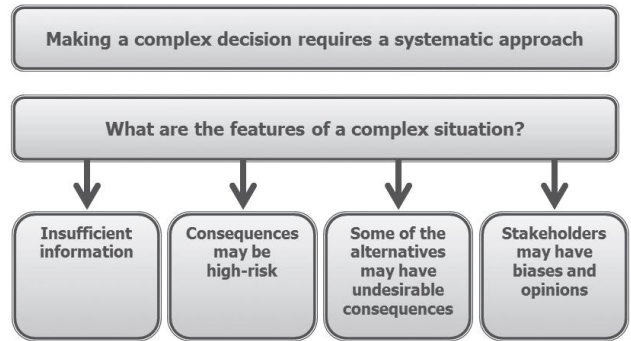 Making a complex decision requires a systematic approach
What are the features of a complex situation?
Insufficient
information
Consequences
may be
high-risk
Some of the
alternatives
may have
undesirable
consequences
Stakeholders
may have
biases and
opinions